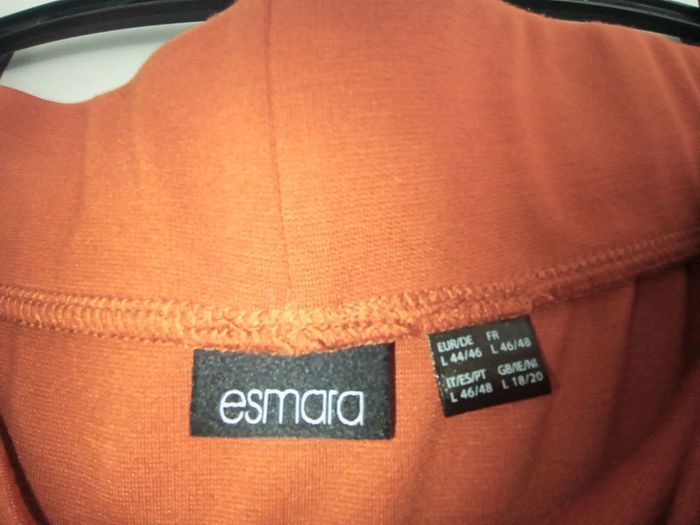 esmara
EUR/DE FR
L 44/46 L 46/48
IT/ES/PT GB/IE/NI
L 46/48 L 18/20